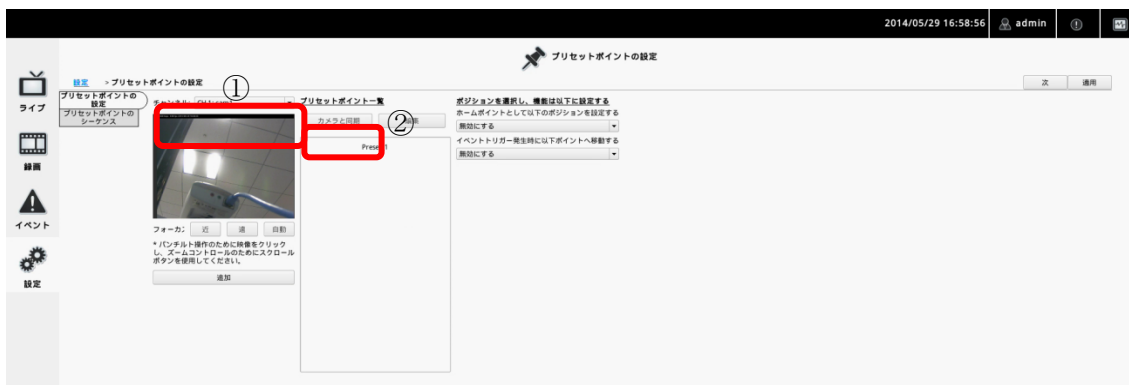 2014/05/29 16:58:56 admin
プリセットポイントの設定
設定 > プリセットポイントの設定
次 適用
ライブ
録画
イベント
設定
プリセットポイントの
設定
プリセットポイントの
シーケンス
①
フォーカ:
近 遠 自動
* パンチルト操作のために映像をクリック
し、ズームコントロールのためにスクロール
ボタンを使用してください。
追加
プリセットポイント一覧
カメラと同期
②
Preset1
ポジションを選択し、機能は以下に設定する
ホームポイントとして以下のポジションを設定する
無効にする
イベントトリガー発生時に以下ポイントへ移動する
無効にする